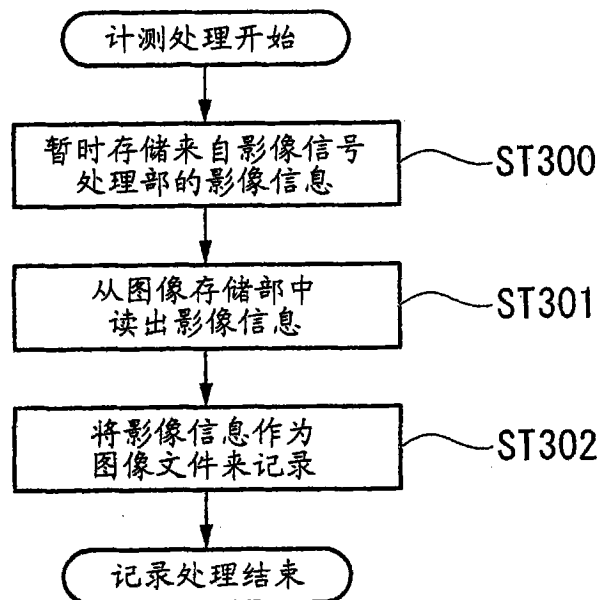 计测处理开始
暂时存储来自影像信号
处理部的影像信息
ST300
从图像存储部中
读出影像信息
ST301
将影像信息作为
图像文件来记录
ST302
记录处理结束